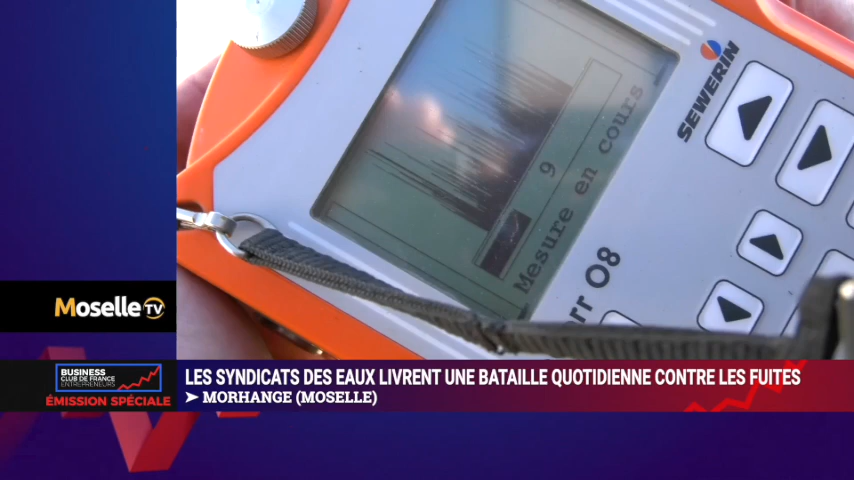 SEWERIN
9
Mesure en cours
orr 08
Moselle TV
BUSINESS
CLUB DE FRANCE
ENTREPRENEURS
ÉMISSION SPÉCIALE
LES SYNDICATS DES EAUX LIVRENT UNE BATAILLE QUOTIDIENNE CONTRE LES FUITES
➤ MORHANGE (MOSELLE)